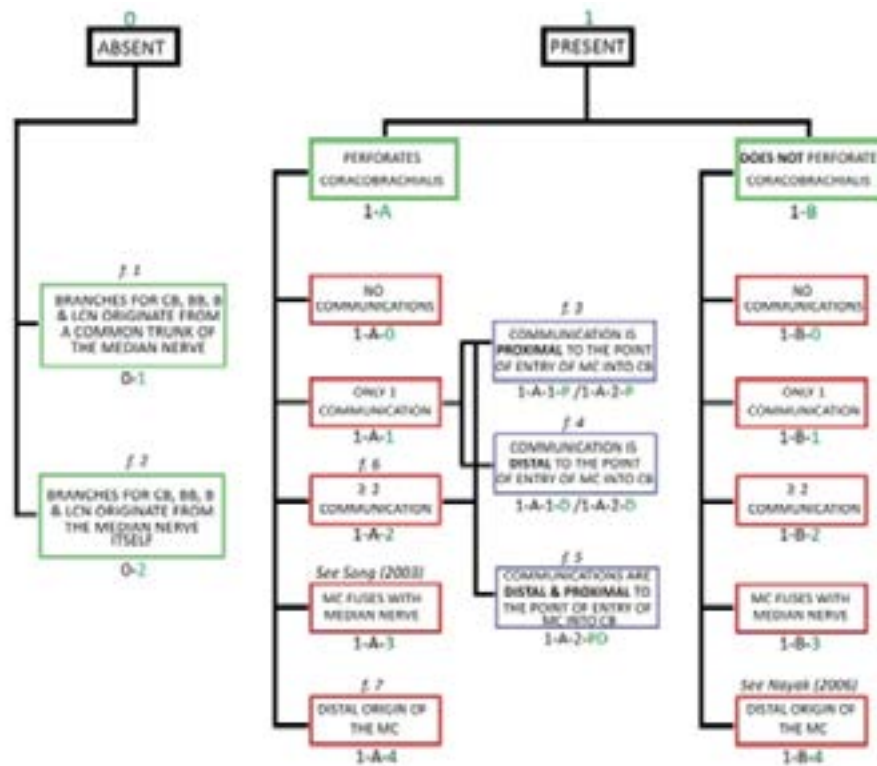 0
ABSENT
1
PRESENT
PERFORATES
CORACOBRACHIALIS
1-A
DOES NOT PERFORATE
CORACOBRACHIALIS
1-B
f. 1
BRANCHES FOR CB, BB, B
& LCN ORIGINATE FROM
A COMMON TRUNK OF
THE MEDIAN NERVE
0-1
f. 2
BRANCHES FOR CB, BB, B
& LCN ORIGINATE FROM
THE MEDIAN NERVE
ITSELF
0-2
NO
COMMUNICATIONS
1-A-0
ONLY 1
COMMUNICATION
1-A-1
f. 6
≥ 2
COMMUNICATION
1-A-2
See Song (2003)
MC FUSES WITH
MEDIAN NERVE
1-A-3
f. 7
DISTAL ORIGIN OF
THE MC
1-A-4
f. 3
COMMUNICATION IS
PROXIMAL TO THE POINT
OF ENTRY OF MC INTO CB
1-A-1-P /1-A-2-P
f. 4
COMMUNICATION IS
DISTAL TO THE POINT
OF ENTRY OF MC INTO CB
1-A-1-D /1-A-2-D
f. 5
COMMUNICATIONS ARE
DISTAL & PROXIMAL TO
THE POINT OF ENTRY OF
MC INTO CB
1-A-2-PD
NO
COMMUNICATIONS
1-B-0
ONLY 1
COMMUNICATION
1-B-1
≥ 2
COMMUNICATION
1-B-2
MC FUSES WITH
MEDIAN NERVE
1-B-3
See Nayak (2006)
DISTAL ORIGIN OF
THE MC
1-B-4